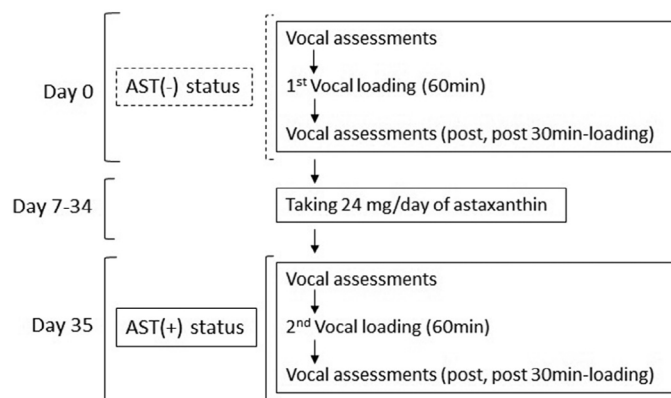 Vocal assessments
Day 0
AST(-) status
1st Vocal loading (60min)
Vocal assessments (post, post 30min-loading)
Day 7-34
Taking 24 mg/day of astaxanthin
Vocal assessments
Day 35
AST(+) status
2nd Vocal loading (60min)
Vocal assessments (post, post 30min-loading)